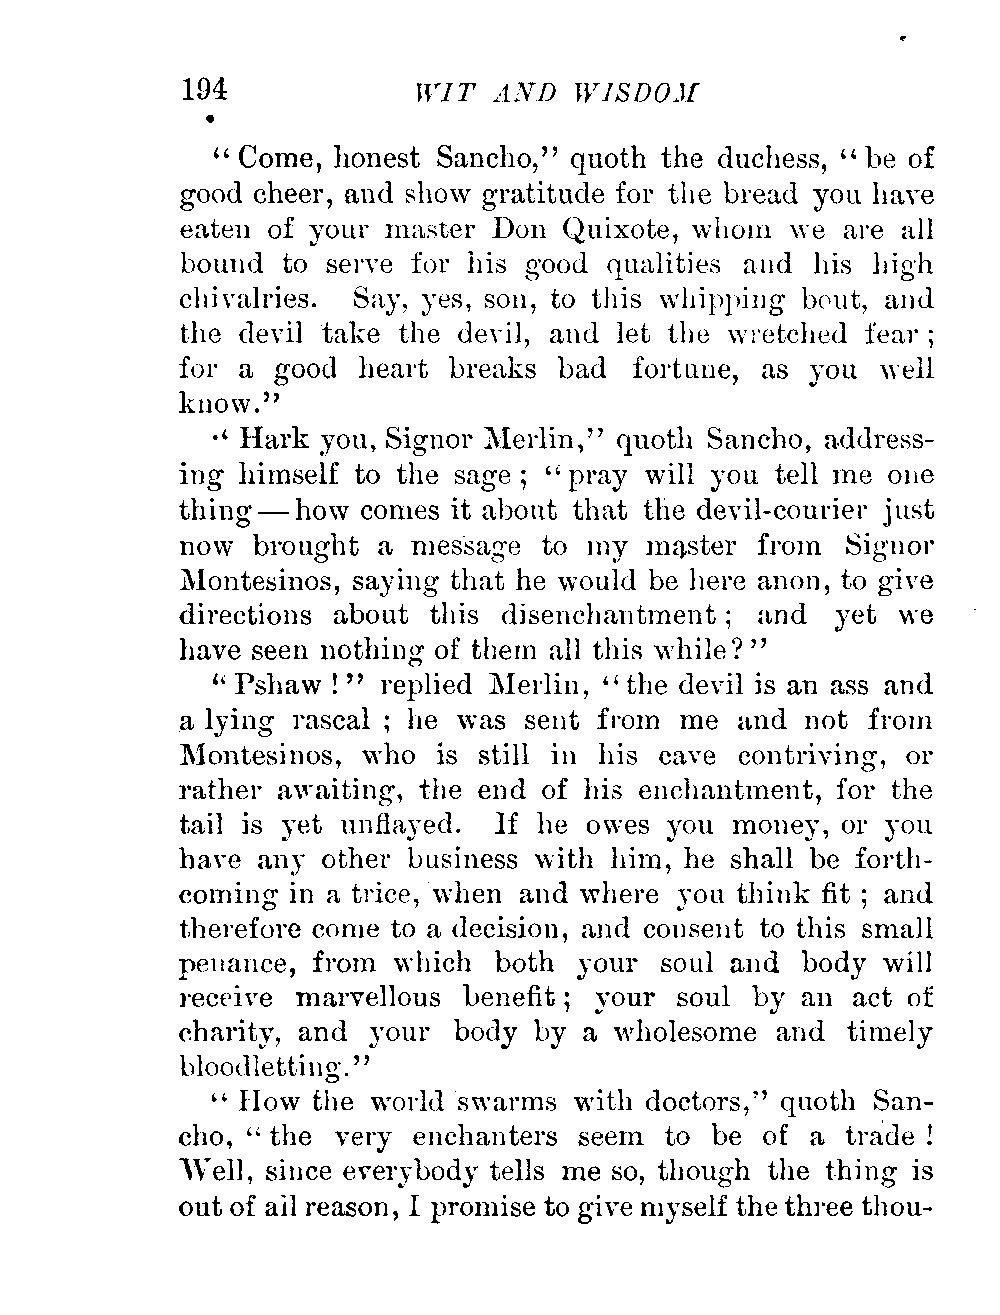 194 WIT AND WISDOM
“Come, honest Sancho,” quoth the duchess, “be of
good cheer, and show gratitude for the bread you have
eaten of your master Don Quixote, whom we are all
bound to serve for his good qualities and his high
chivalries. Say, yes, son, to this whipping bout, and
the devil take the devil, and let the wretched fear;
for a good heart breaks bad fortune, as you well
know.”
“Hark you, Signor Merlin,” quoth Sancho, address-
ing himself to the sage; “pray will you tell me one
thing—how comes it about that the devil-courier just
now brought a message to my master from Signor
Montesinos, saying that he would be here anon, to give
directions about this disenchantment; and yet we
have seen nothing of them all this while?”
“Pshaw!” replied Merlin, “the devil is an ass and
a lying rascal; he was sent from me and not from
Montesinos, who is still in his cave contriving, or
rather awaiting, the end of his enchantment, for the
tail is yet unflayed. If he owes you money, or you
have any other business with him, he shall be forth-
coming in a trice, when and where you think fit; and
therefore come to a decision, and consent to this small
penance, from which both your soul and body will
receive marvellous benefit; your soul by an act of
charity, and your body by a wholesome and timely
bloodletting.”
“How the world swarms with doctors,” quoth San-
cho, “the very enchanters seem to be of a trade!
Well, since everybody tells me so, though the thing is
out of all reason, I promise to give myself the three thou-